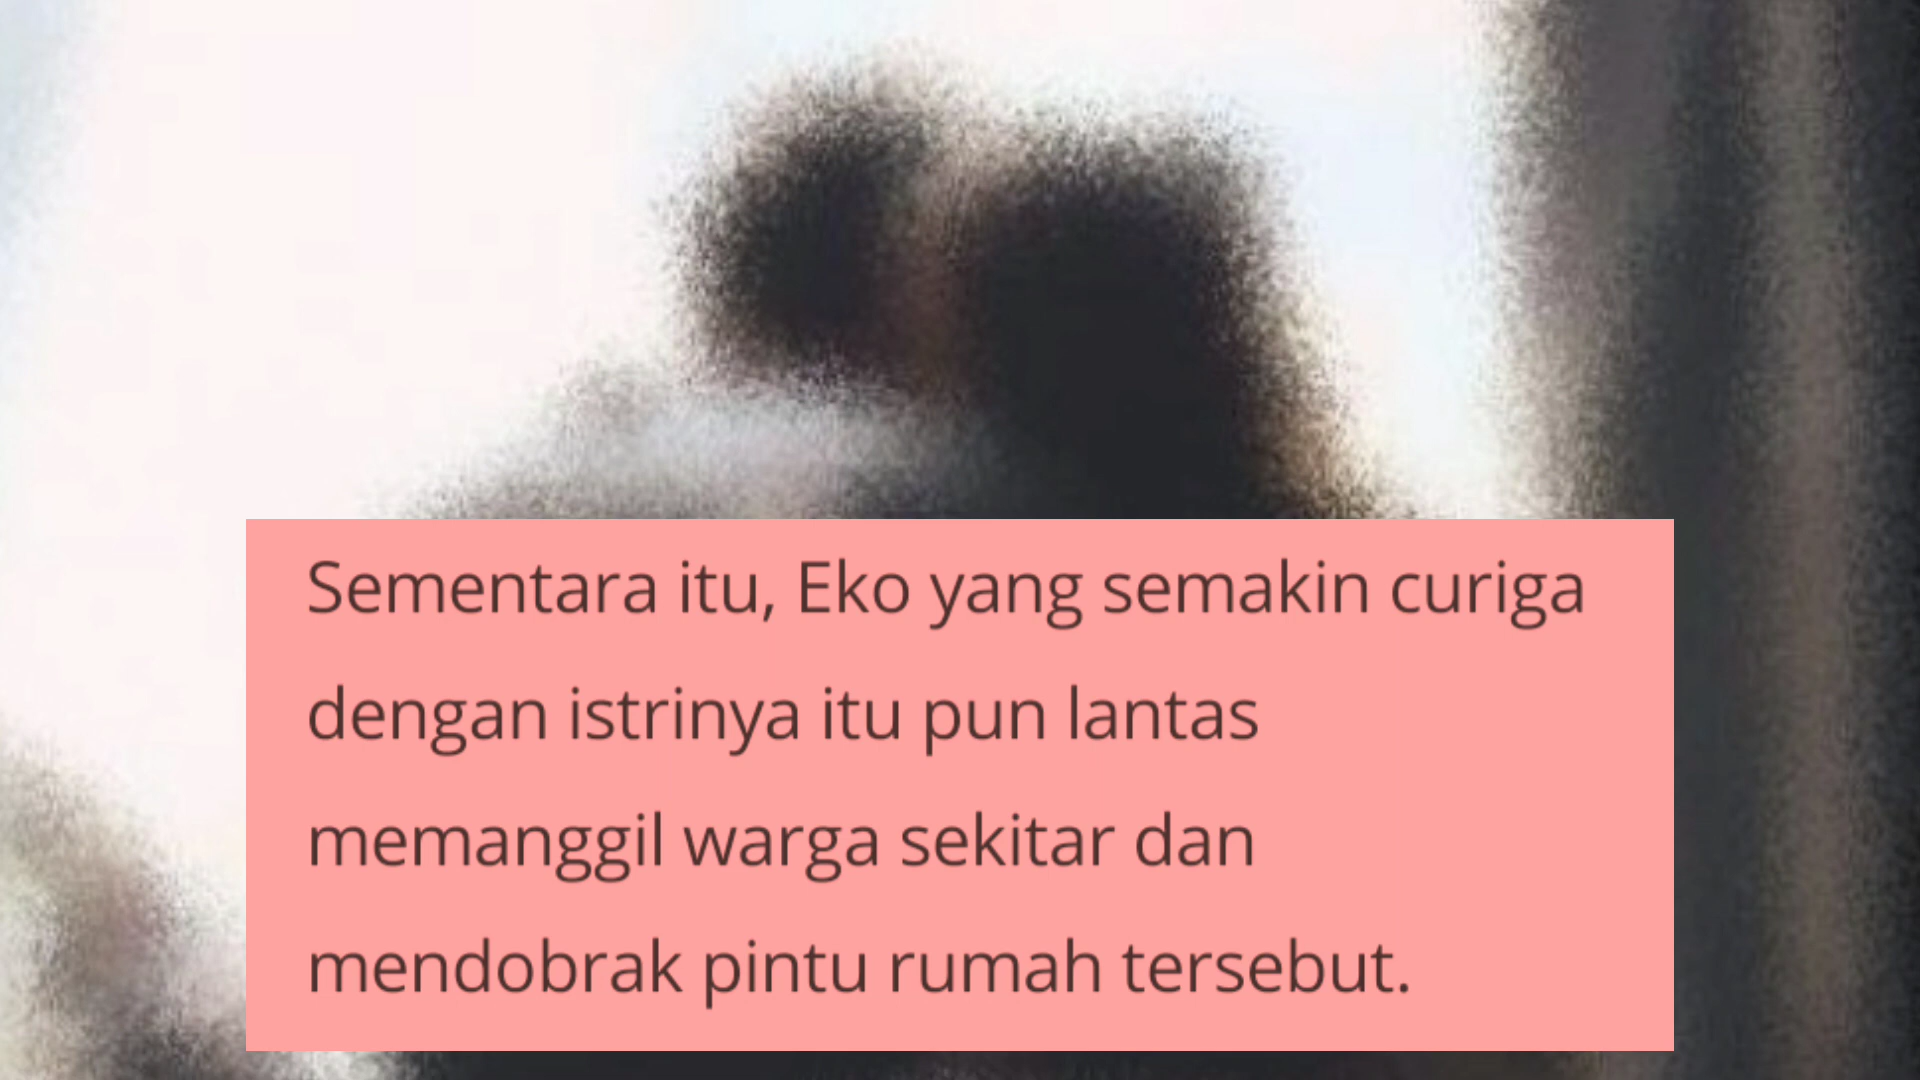 Sementara itu, Eko yang semakin curiga
dengan istrinya itu pun lantas
memanggil warga sekitar dan
mendobrak pintu rumah tersebut.